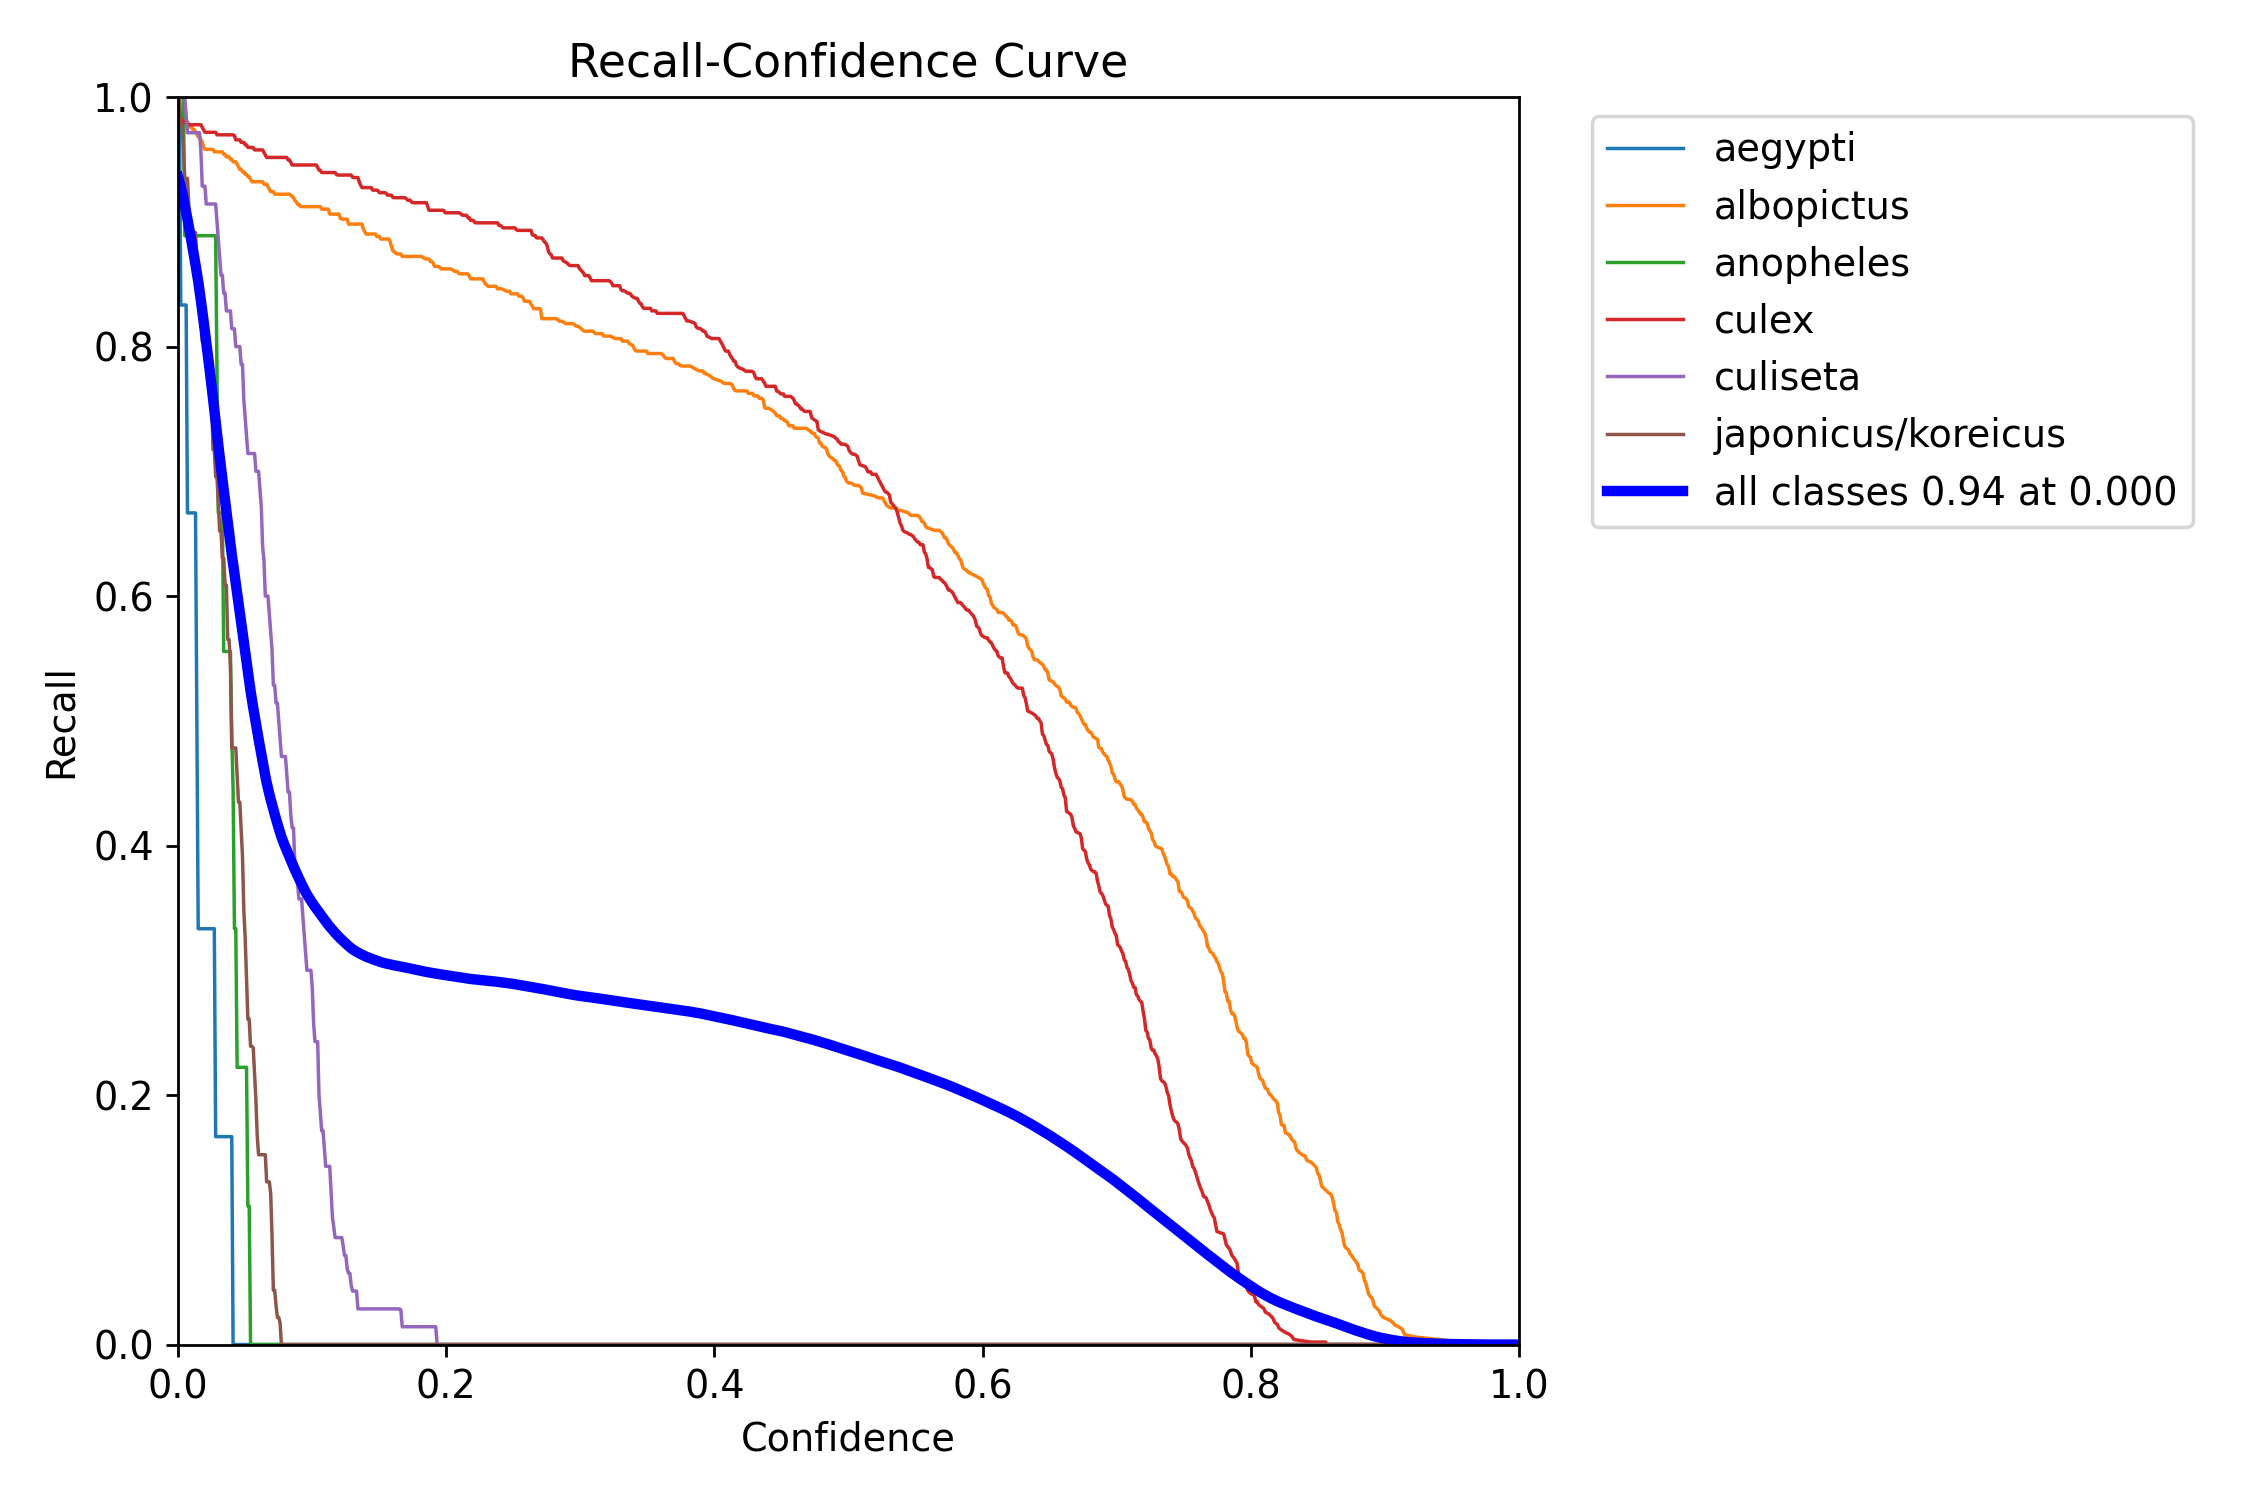 Recall-Confidence Curve
1.0
0.8
0.6
0.4
0.2
0.0
Recall
0.0 0.2 0.4 0.6 0.8 1.0
Confidence
aegypti
albopictus
anopheles
culex
culiseta
japonicus/koreicus
all classes 0.94 at 0.000